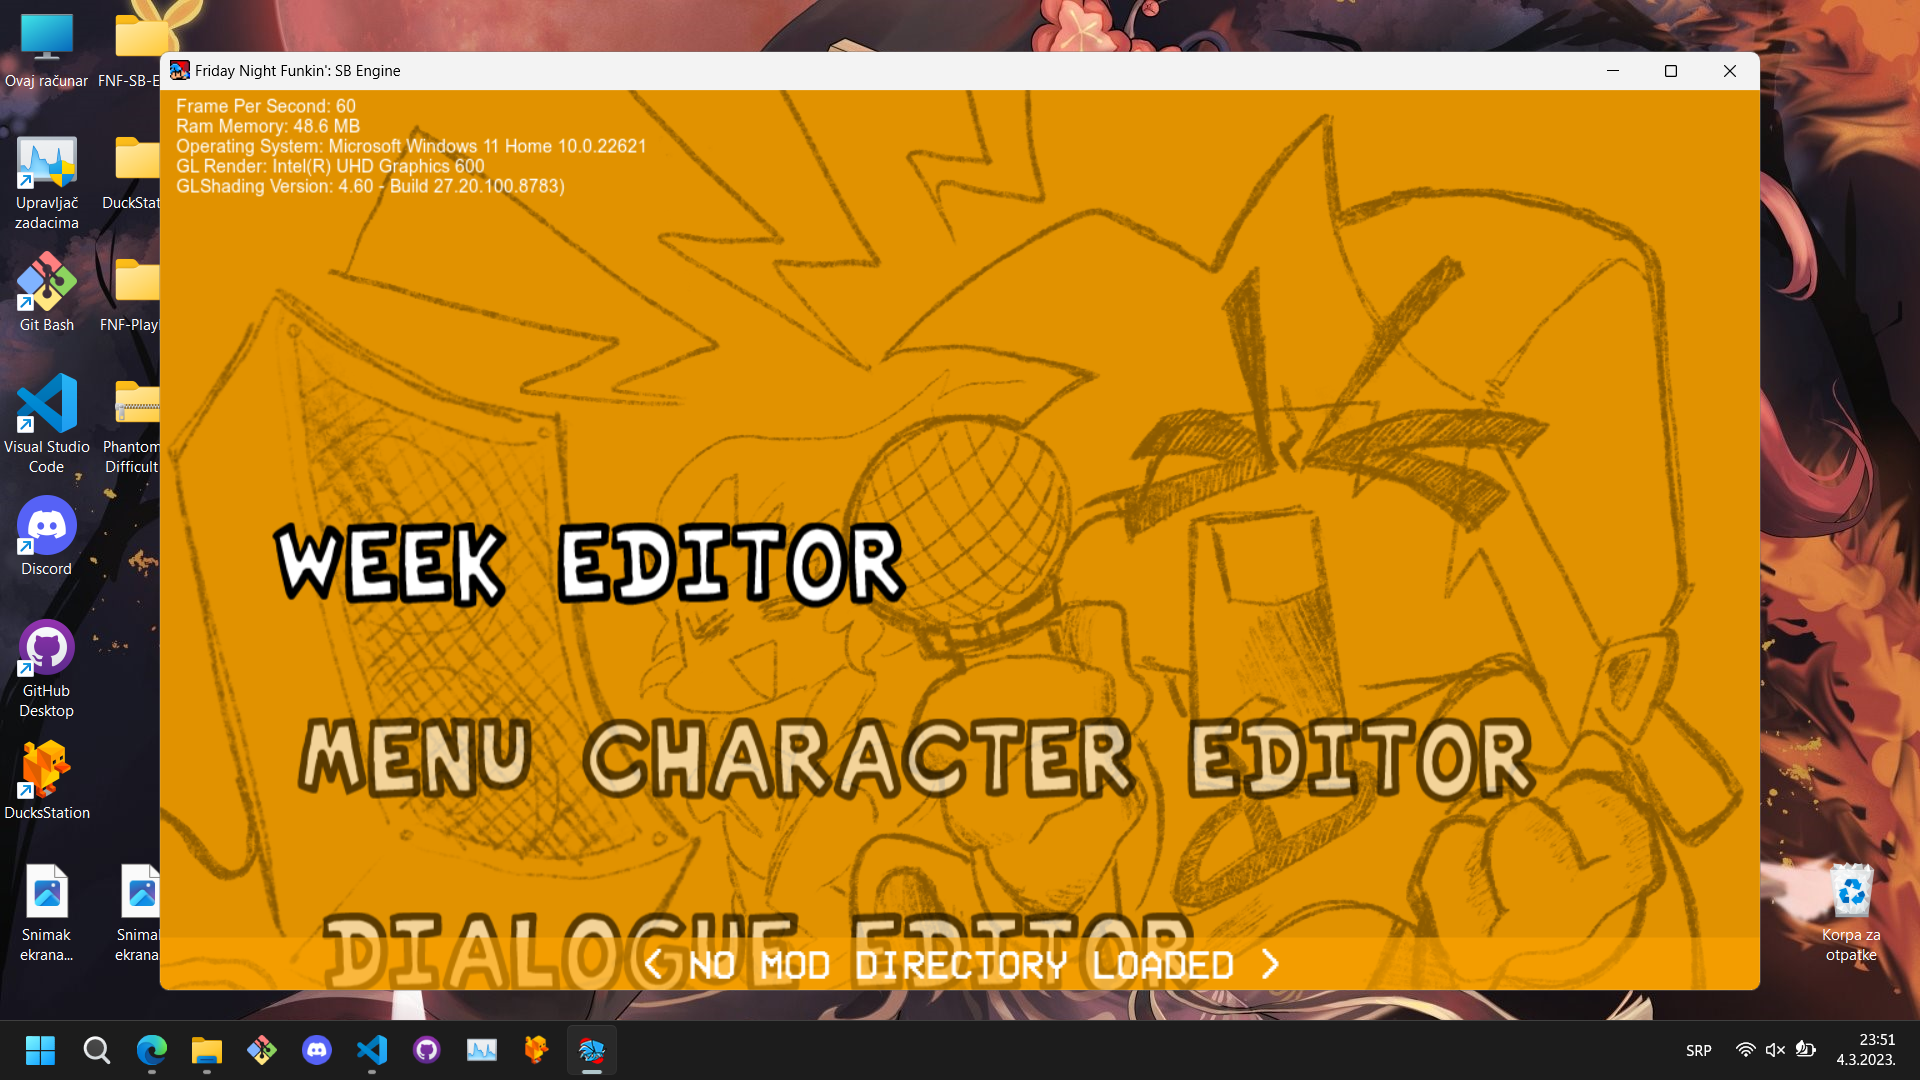 Ovaj računar
FNF-SB-E
Upravljač
zadacima
DuckStat
Git Bash
FNF-Play
Visual Studio
Code
Phantom
Difficult
Discord
GitHub
Desktop
DucksStation
Snimak
ekrana...
Snimal
ekrana
Friday Night Funkin': SB Engine
Frame Per Second: 60
Ram Memory: 48.6 MB
Operating System: Microsoft Windows 11 Home 10.0.22621
GL Render: Intel(R) UHD Graphics 600
GLShading Version: 4.60 - Build 27.20.100.8783)
WEEK EDITOR
MENU CHARACTER EDITOR
DIALOGUE EDITOR
< NO MOD DIRECTORY LOADED >
Korpa za
otpatke
SRP
23:51
4.3.2023.